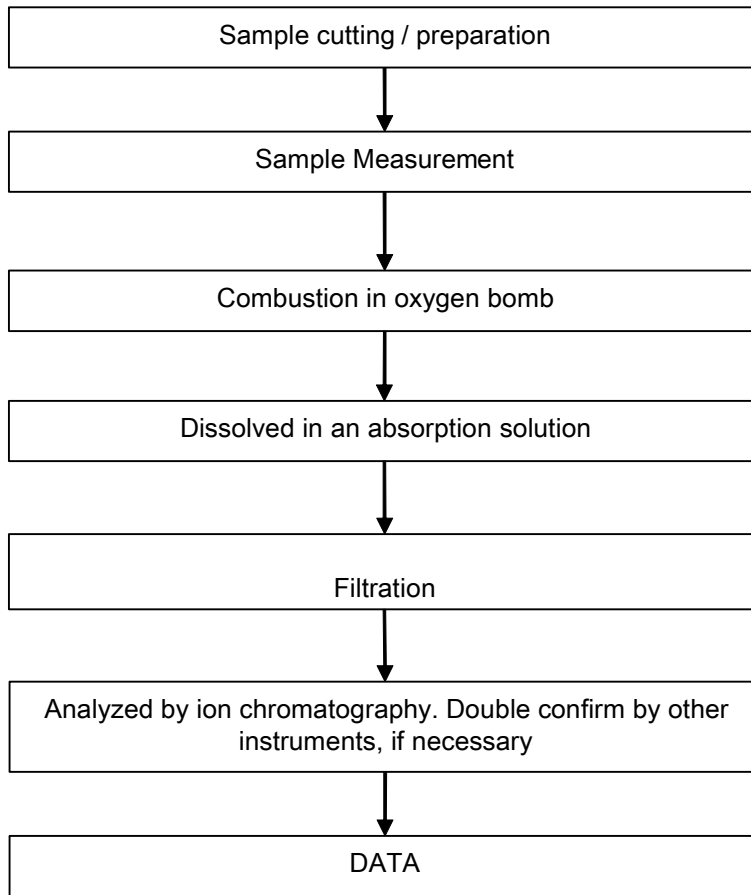 Sample cutting / preparation
Sample Measurement
Combustion in oxygen bomb
Dissolved in an absorption solution
Filtration
Analyzed by ion chromatography. Double confirm by other
instruments, if necessary
DATA